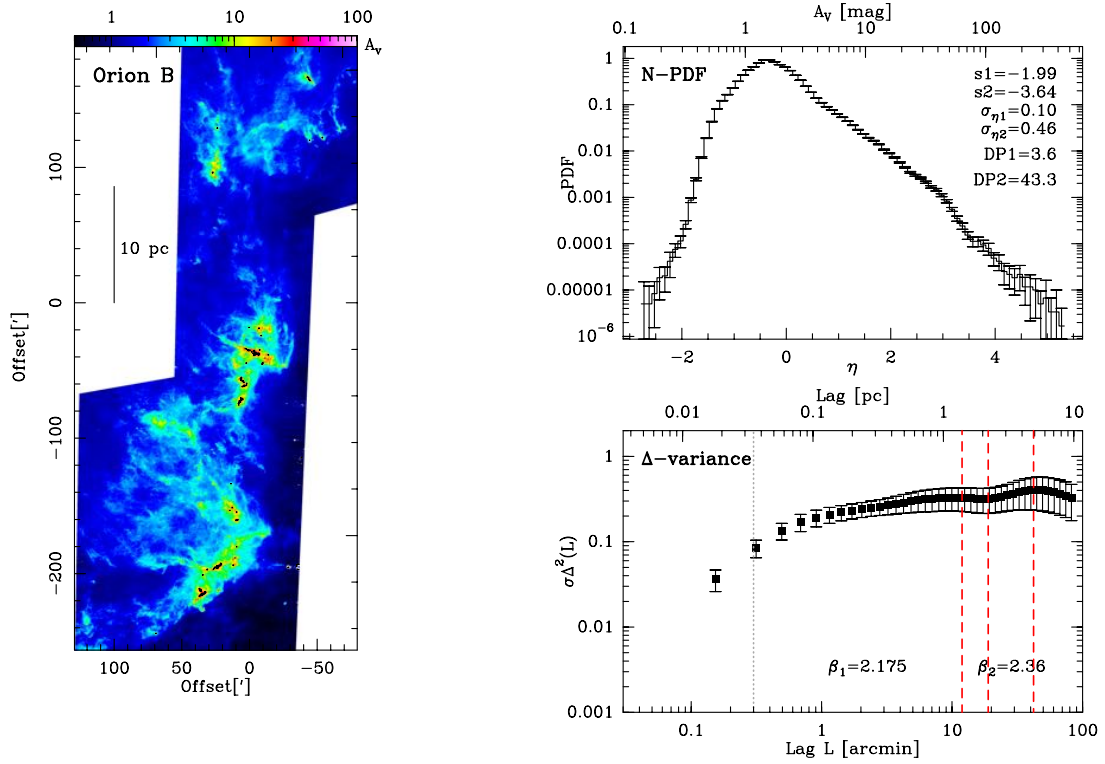 1 10 100
A_V
Orion B
100
0
−100
−200
10 pc
Offset[′]
100 50 0 −50
Offset[′]
A_V [mag]
0.1 1 10 100
N−PDF
s1=−1.99
s2=−3.64
σ_η1=0.10
σ_η2=0.46
DP1=3.6
DP2=43.3
1
0.1
0.01
0.001
0.0001
0.00001
10⁻⁶
PDF
−2 0 2 4
η
Lag [pc]
0.01 0.1 1 10
Δ−variance
1
0.1
0.01
0.001
σΔ²(L)
β₁=2.175 β₂=2.36
0.1 1 10 100
Lag L [arcmin]